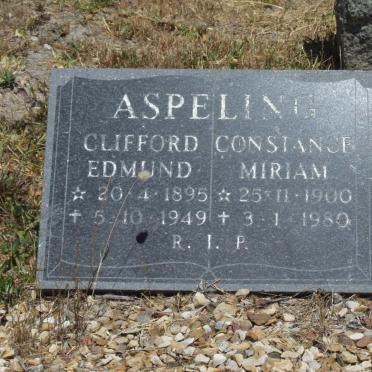 ASPELING
CLIFFORD CONSTANCE
EDMUND MIRIAM
☆ 20·4·1895 ☆ 25·11·1900
✝ 5·10·1949 ✝ 3·1·1980
R. I. P.